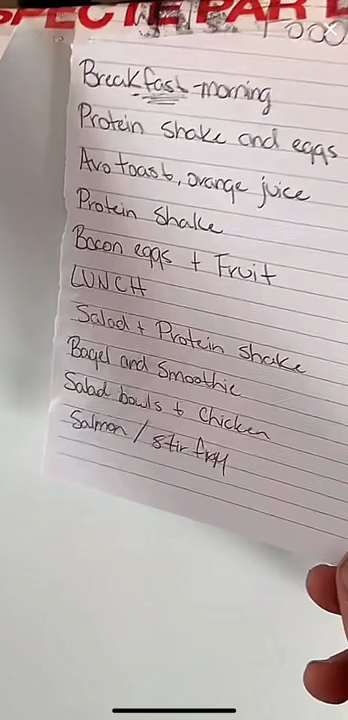 Breakfast-morning
Protein shake and eggs
Avo toast, orange juice
Protein Shake
Bacon eggs + Fruit
LUNCH
Salad + Protein shake
Bagel and Smoothie
Salad bowls + Chicken
Salmon / stir fry